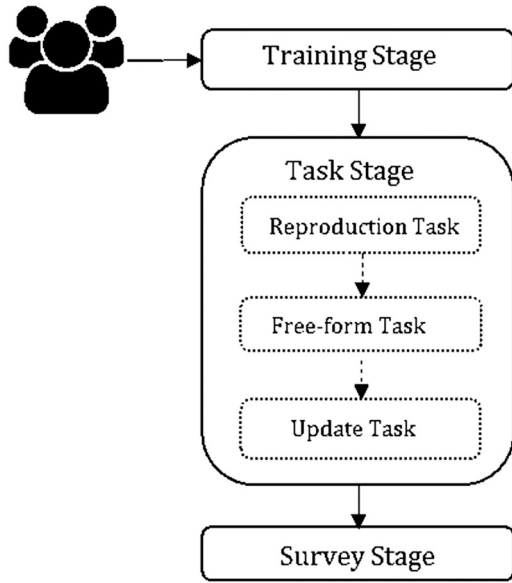 Training Stage
Task Stage
Reproduction Task
Free-form Task
Update Task
Survey Stage